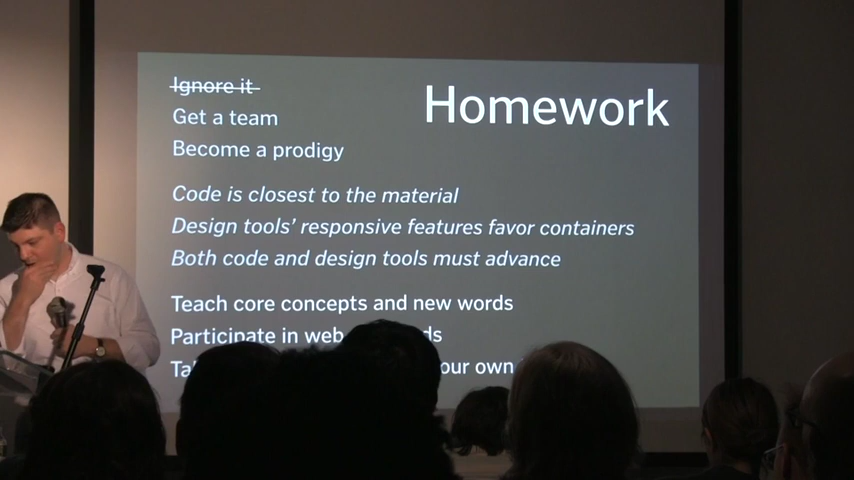 Homework
Ignore it
Get a team
Become a prodigy
Code is closest to the material
Design tools’ responsive features favor containers
Both code and design tools must advance
Teach core concepts and new words
Participate in web
your own